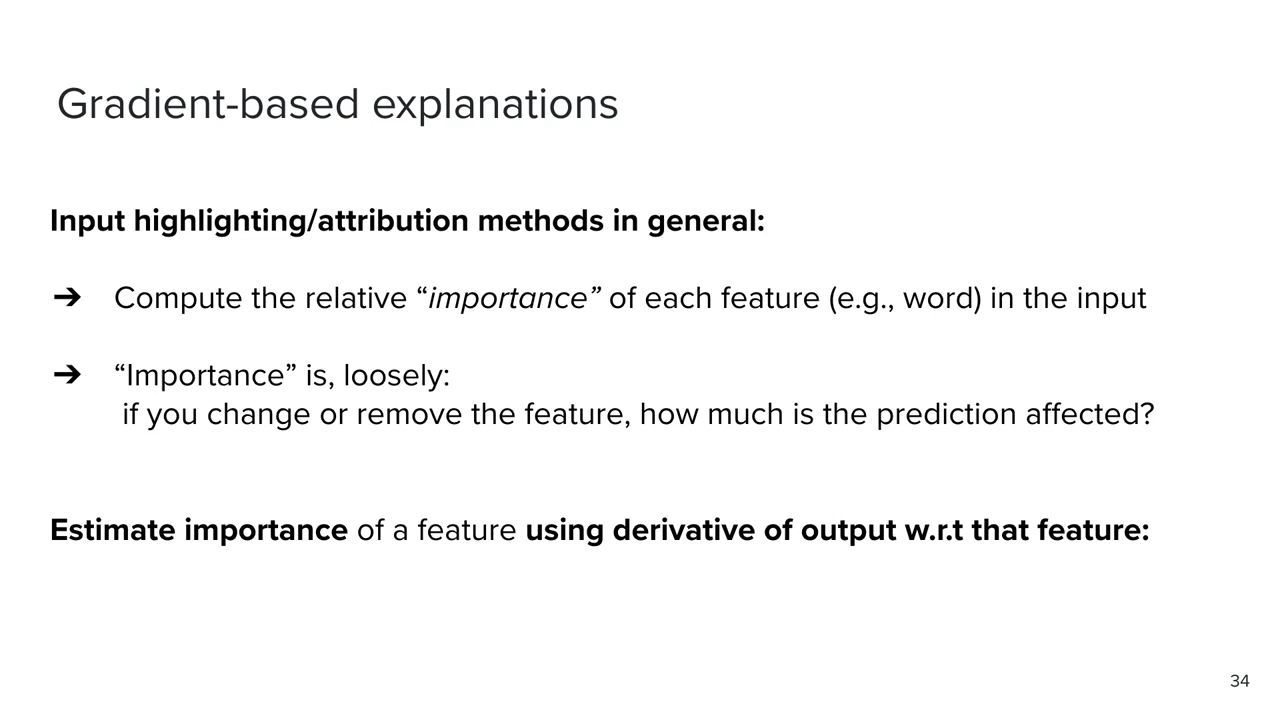 Gradient-based explanations
Input highlighting/attribution methods in general:
➔ Compute the relative “importance” of each feature (e.g., word) in the input
➔ “Importance” is, loosely:
if you change or remove the feature, how much is the prediction affected?
Estimate importance of a feature using derivative of output w.r.t that feature:
34